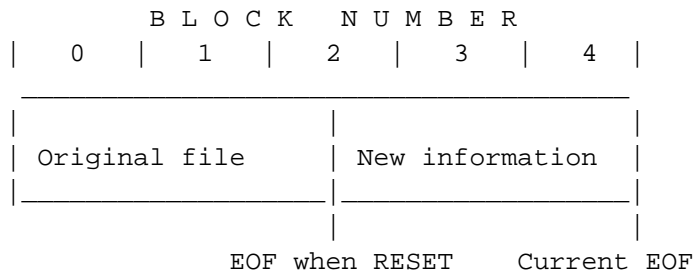 B L O C K   N U M B E R
|   0   |   1   |   2   |   3   |   4   |
| Original file | New information |
EOF when RESET    Current EOF